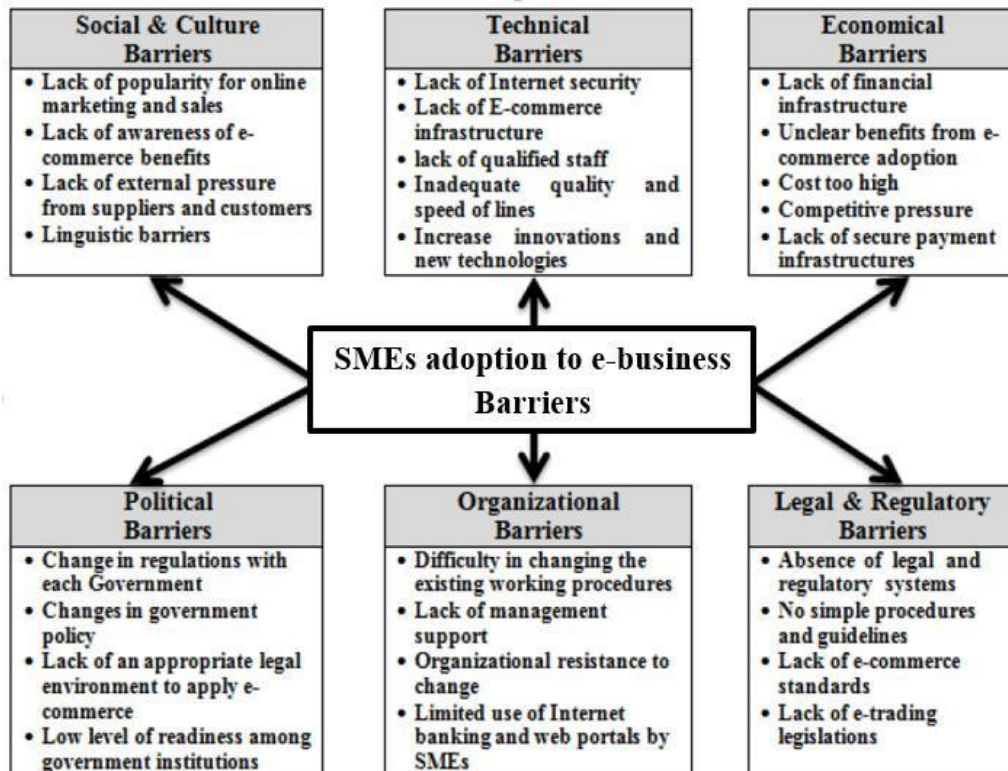 Social & Culture
Barriers
• Lack of popularity for online
marketing and sales
• Lack of awareness of e-
commerce benefits
• Lack of external pressure
from suppliers and customers
• Linguistic barriers
Technical
Barriers
• Lack of Internet security
• Lack of E-commerce
infrastructure
• lack of qualified staff
• Inadequate quality and
speed of lines
• Increase innovations and
new technologies
Economical
Barriers
• Lack of financial
infrastructure
• Unclear benefits from e-
commerce adoption
• Cost too high
• Competitive pressure
• Lack of secure payment
infrastructures
SMEs adoption to e-business
Barriers
Political
Barriers
• Change in regulations with
each Government
• Changes in government
policy
• Lack of an appropriate legal
environment to apply e-
commerce
• Low level of readiness among
government institutions
Organizational
Barriers
• Difficulty in changing the
existing working procedures
• Lack of management
support
• Organizational resistance to
change
• Limited use of Internet
banking and web portals by
SMEs
Legal & Regulatory
Barriers
• Absence of legal and
regulatory systems
• No simple procedures
and guidelines
• Lack of e-commerce
standards
• Lack of e-trading
legislations